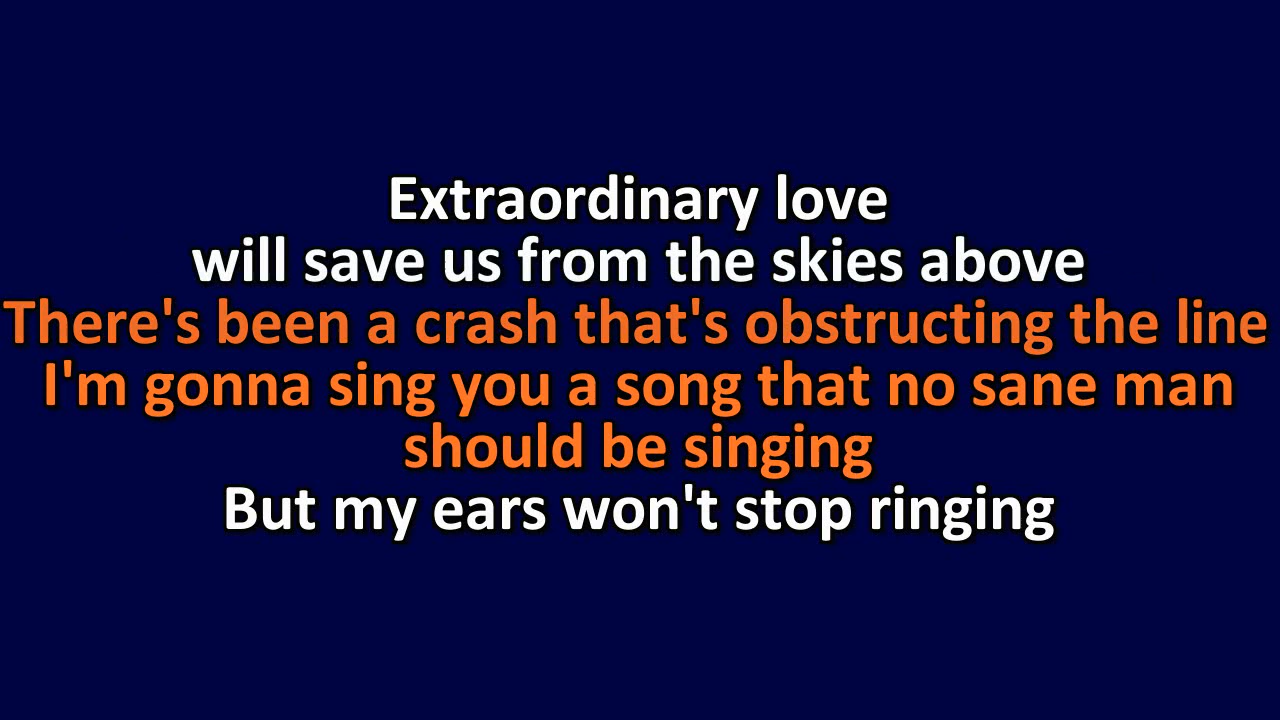 Extraordinary love
will save us from the skies above
There's been a crash that's obstructing the line
I'm gonna sing you a song that no sane man
should be singing
But my ears won't stop ringing